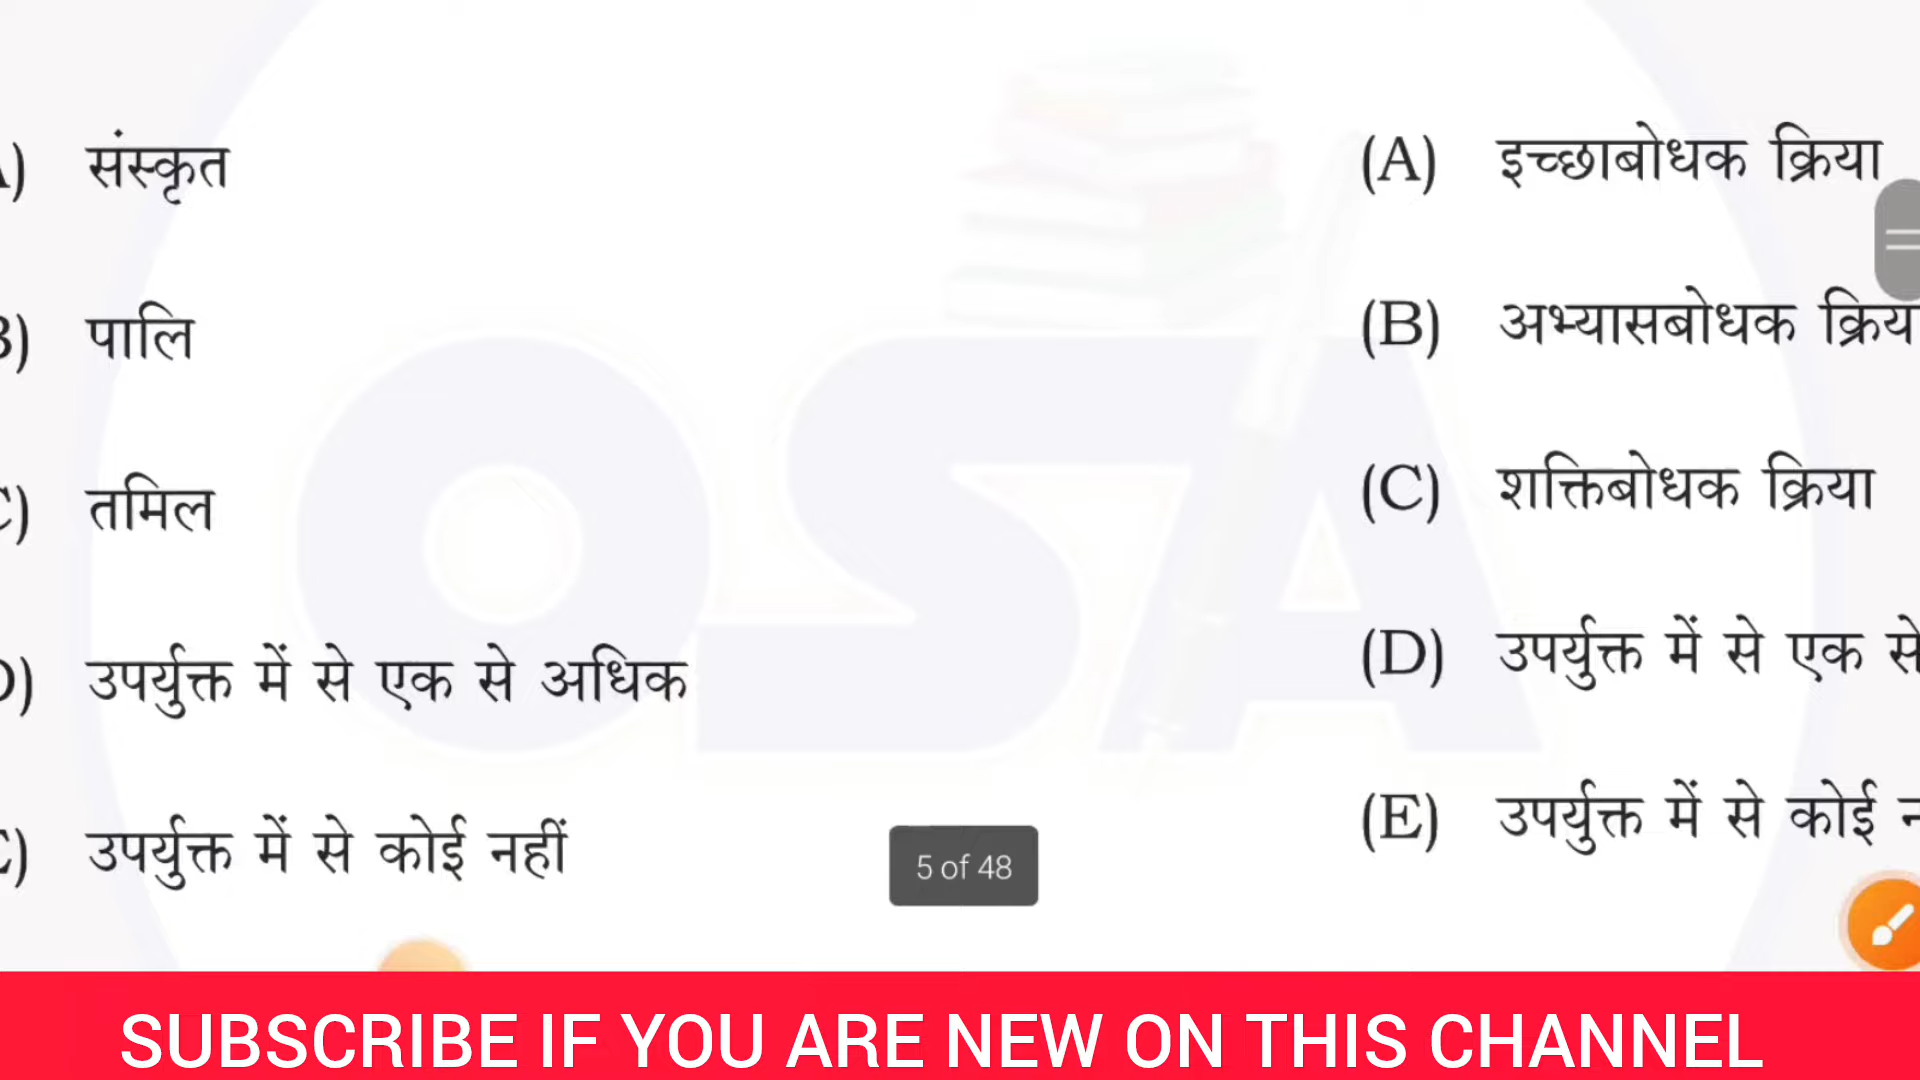 ) संस्कृत
) पालि
) तमिल
) उपर्युक्त में से एक से अधिक
) उपर्युक्त में से कोई नहीं
(A) इच्छाबोधक क्रिया
(B) अभ्यासबोधक
(C) शक्तिबोधक क्रिया
(D) उपर्युक्त में से एक से
(E) उपर्युक्त में से कोई
OSA
5 of 48
SUBSCRIBE IF YOU ARE NEW ON THIS CHANNEL